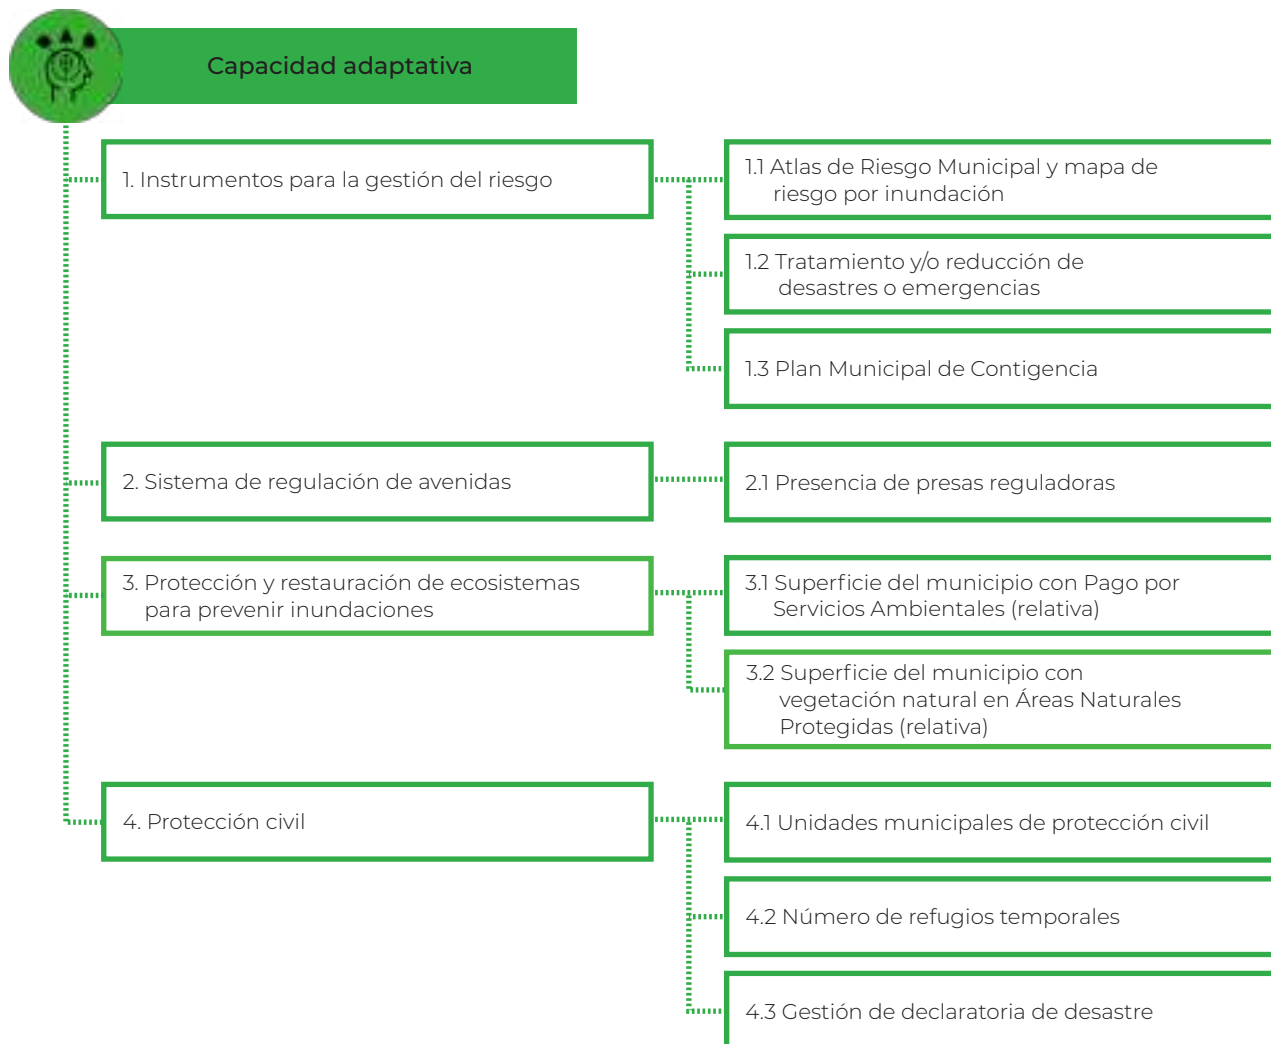 Capacidad adaptativa
1. Instrumentos para la gestión del riesgo
1.1 Atlas de Riesgo Municipal y mapa de
riesgo por inundación
1.2 Tratamiento y/o reducción de
desastres o emergencias
1.3 Plan Municipal de Contigencia
2. Sistema de regulación de avenidas
2.1 Presencia de presas reguladoras
3. Protección y restauración de ecosistemas
para prevenir inundaciones
3.1 Superficie del municipio con Pago por
Servicios Ambientales (relativa)
3.2 Superficie del municipio con
vegetación natural en Áreas Naturales
Protegidas (relativa)
4. Protección civil
4.1 Unidades municipales de protección civil
4.2 Número de refugios temporales
4.3 Gestión de declaratoria de desastre